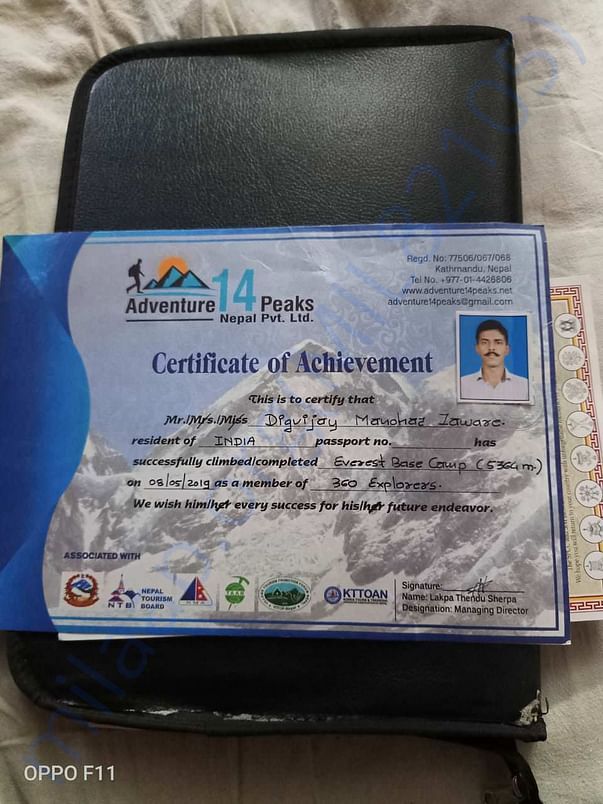 Regd. No: 77506/067/068
Kathmandu, Nepal
Tel No. +977-01-4426806
www.adventure14peaks.net
adventure14peaks@gmail.com
Adventure 14 Peaks
Nepal Pvt. Ltd.
Certificate of Achievement
This is to certify that
Mr./Mrs./Miss Digvijay Manohar Zaware.
resident of INDIA passport no. has
successfully climbed/completed Everest Base Camp (5364 m.)
on 08/05/2019 as a member of 360 Explorers.
We wish him/her every success for his/her future endeavor.
ASSOCIATED WITH
NTB
NEPAL
TOURISM
BOARD
NMA
TAAN
KTTOAN
Signature:
Name: Lakpa Thendu Sherpa
Designation: Managing Director
OPPO F11